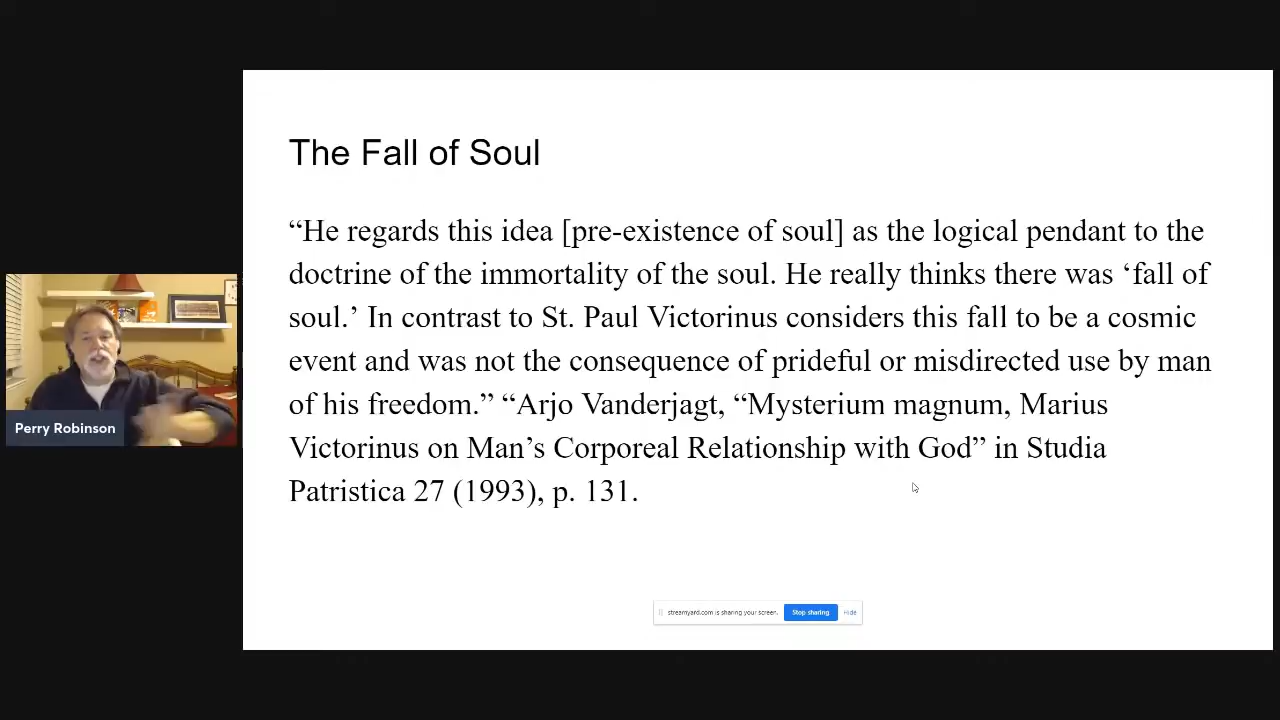 The Fall of Soul
“He regards this idea [pre-existence of soul] as the logical pendant to the
doctrine of the immortality of the soul. He really thinks there was ‘fall of
soul.’ In contrast to St. Paul Victorinus considers this fall to be a cosmic
event and was not the consequence of prideful or misdirected use by man
of his freedom.” “Arjo Vanderjagt, “Mysterium magnum, Marius
Victorinus on Man’s Corporeal Relationship with God” in Studia
Patristica 27 (1993), p. 131.
Perry Robinson
streamyard.com is sharing your screen. Stop sharing Hide